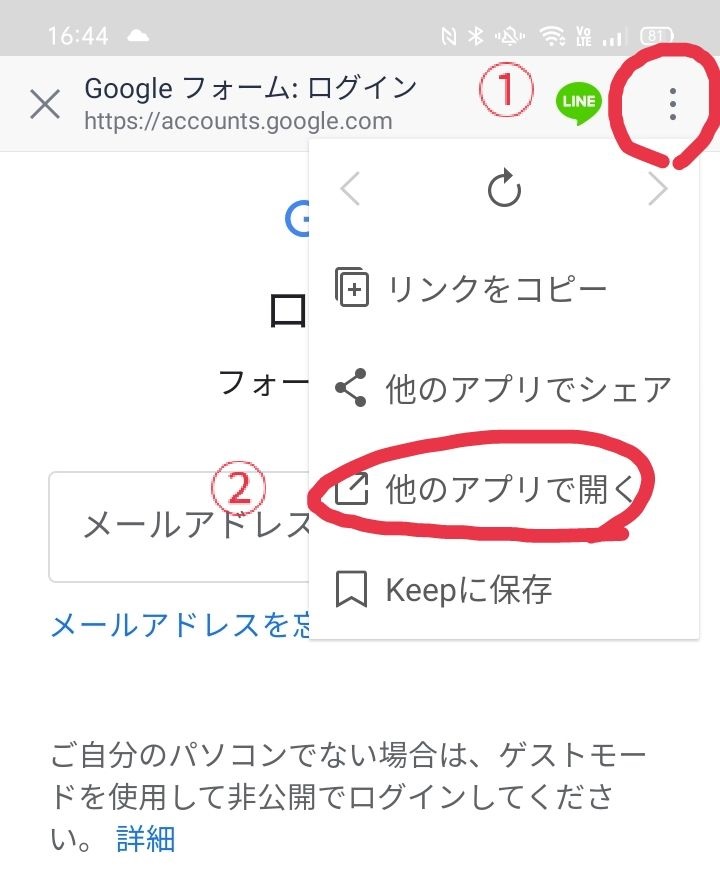 16:44
81
Google フォーム: ログイン
https://accounts.google.com
①
LINE
G
リンクをコピー
ロ
フォー
他のアプリでシェア
②
他のアプリで開く
メールアドレス
Keepに保存
メールアドレスを忘
ご自分のパソコンでない場合は、ゲストモー
ドを使用して非公開でログインしてくださ
い。 詳細